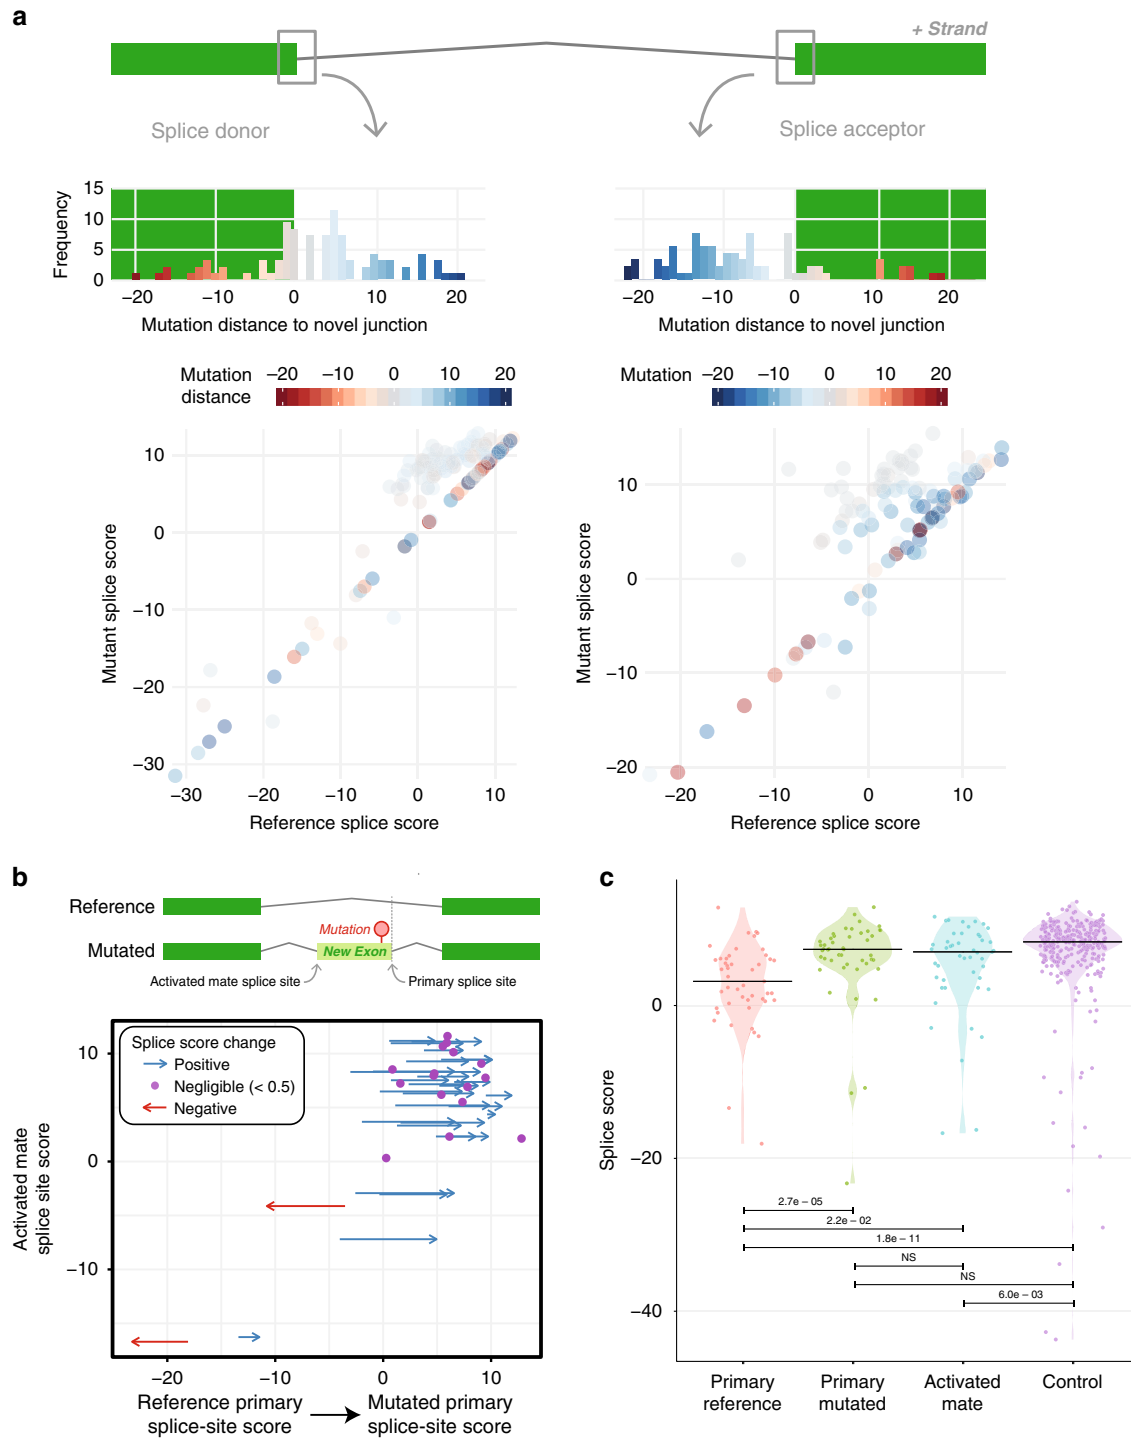 a
+ Strand
Splice donor
Splice acceptor
Frequency
15
10
5
0
−20 −10 0 10 20
Mutation distance to novel junction
−20 −10 0 10 20
Mutation distance to novel junction
Mutation distance
−20 −10 0 10 20
Mutation
−20 −10 0 10 20
Mutant splice score
10
0
−10
−20
−30
−30 −20 −10 0 10
Reference splice score
Mutant splice score
10
0
−10
−20
−20 −10 0 10
Reference splice score
b
Reference
Mutation
Mutated
New Exon
Activated mate splice site
Primary splice site
Splice score change
Positive
Negligible (< 0.5)
Negative
Activated mate
splice site score
10
0
−10
−20 −10 0 10
Reference primary
splice-site score
Mutated primary
splice-site score
c
Splice score
0
−20
−40
2.7e − 05
2.2e − 02
1.8e − 11
NS
NS
6.0e − 03
Primary
reference
Primary
mutated
Activated
mate
Control